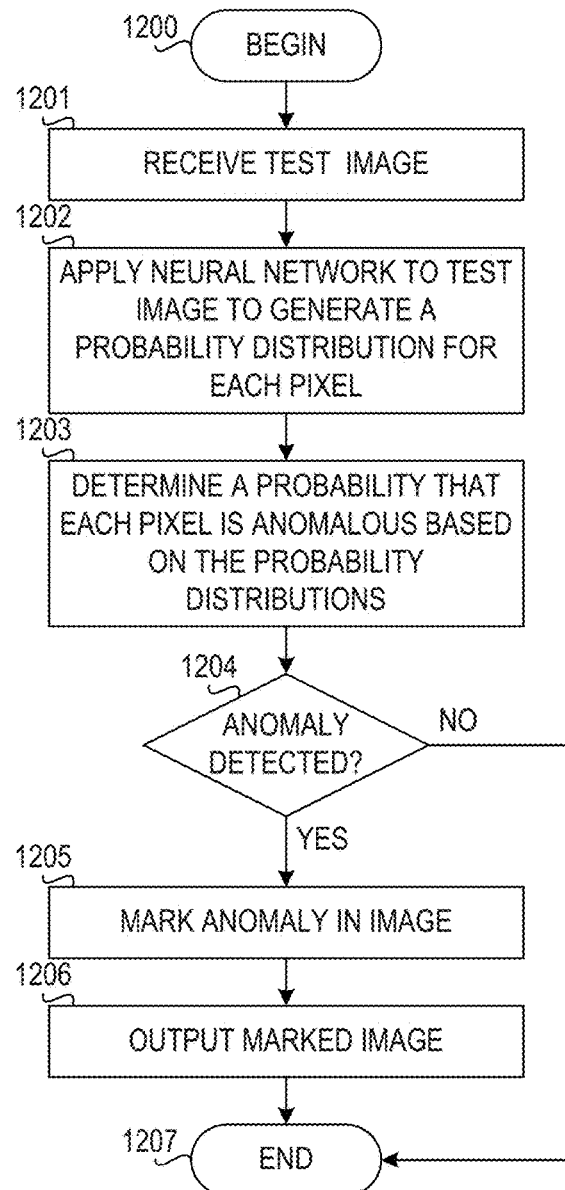 1200
BEGIN
1201
RECEIVE TEST IMAGE
1202
APPLY NEURAL NETWORK TO TEST
IMAGE TO GENERATE A
PROBABILITY DISTRIBUTION FOR
EACH PIXEL
1203
DETERMINE A PROBABILITY THAT
EACH PIXEL IS ANOMALOUS BASED
ON THE PROBABILITY
DISTRIBUTIONS
1204
ANOMALY
DETECTED?
NO
YES
1205
MARK ANOMALY IN IMAGE
1206
OUTPUT MARKED IMAGE
1207
END